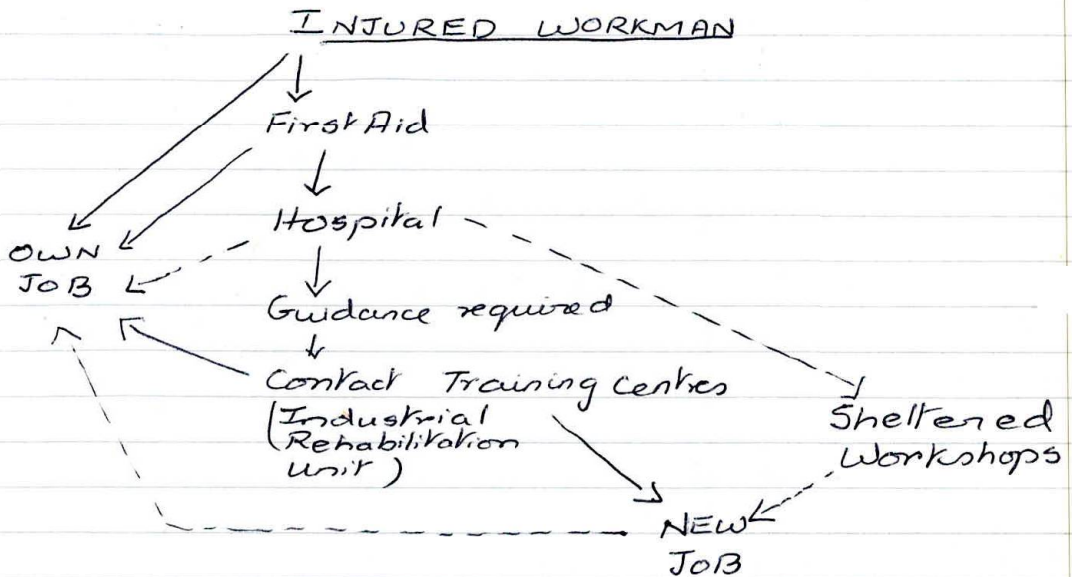 INJURED WORKMAN
First Aid
Hospital
OWN
JOB
Guidance required
Contact Training Centres
(Industrial
Rehabilitation
Unit)
Sheltered
Workshops
NEW
JOB